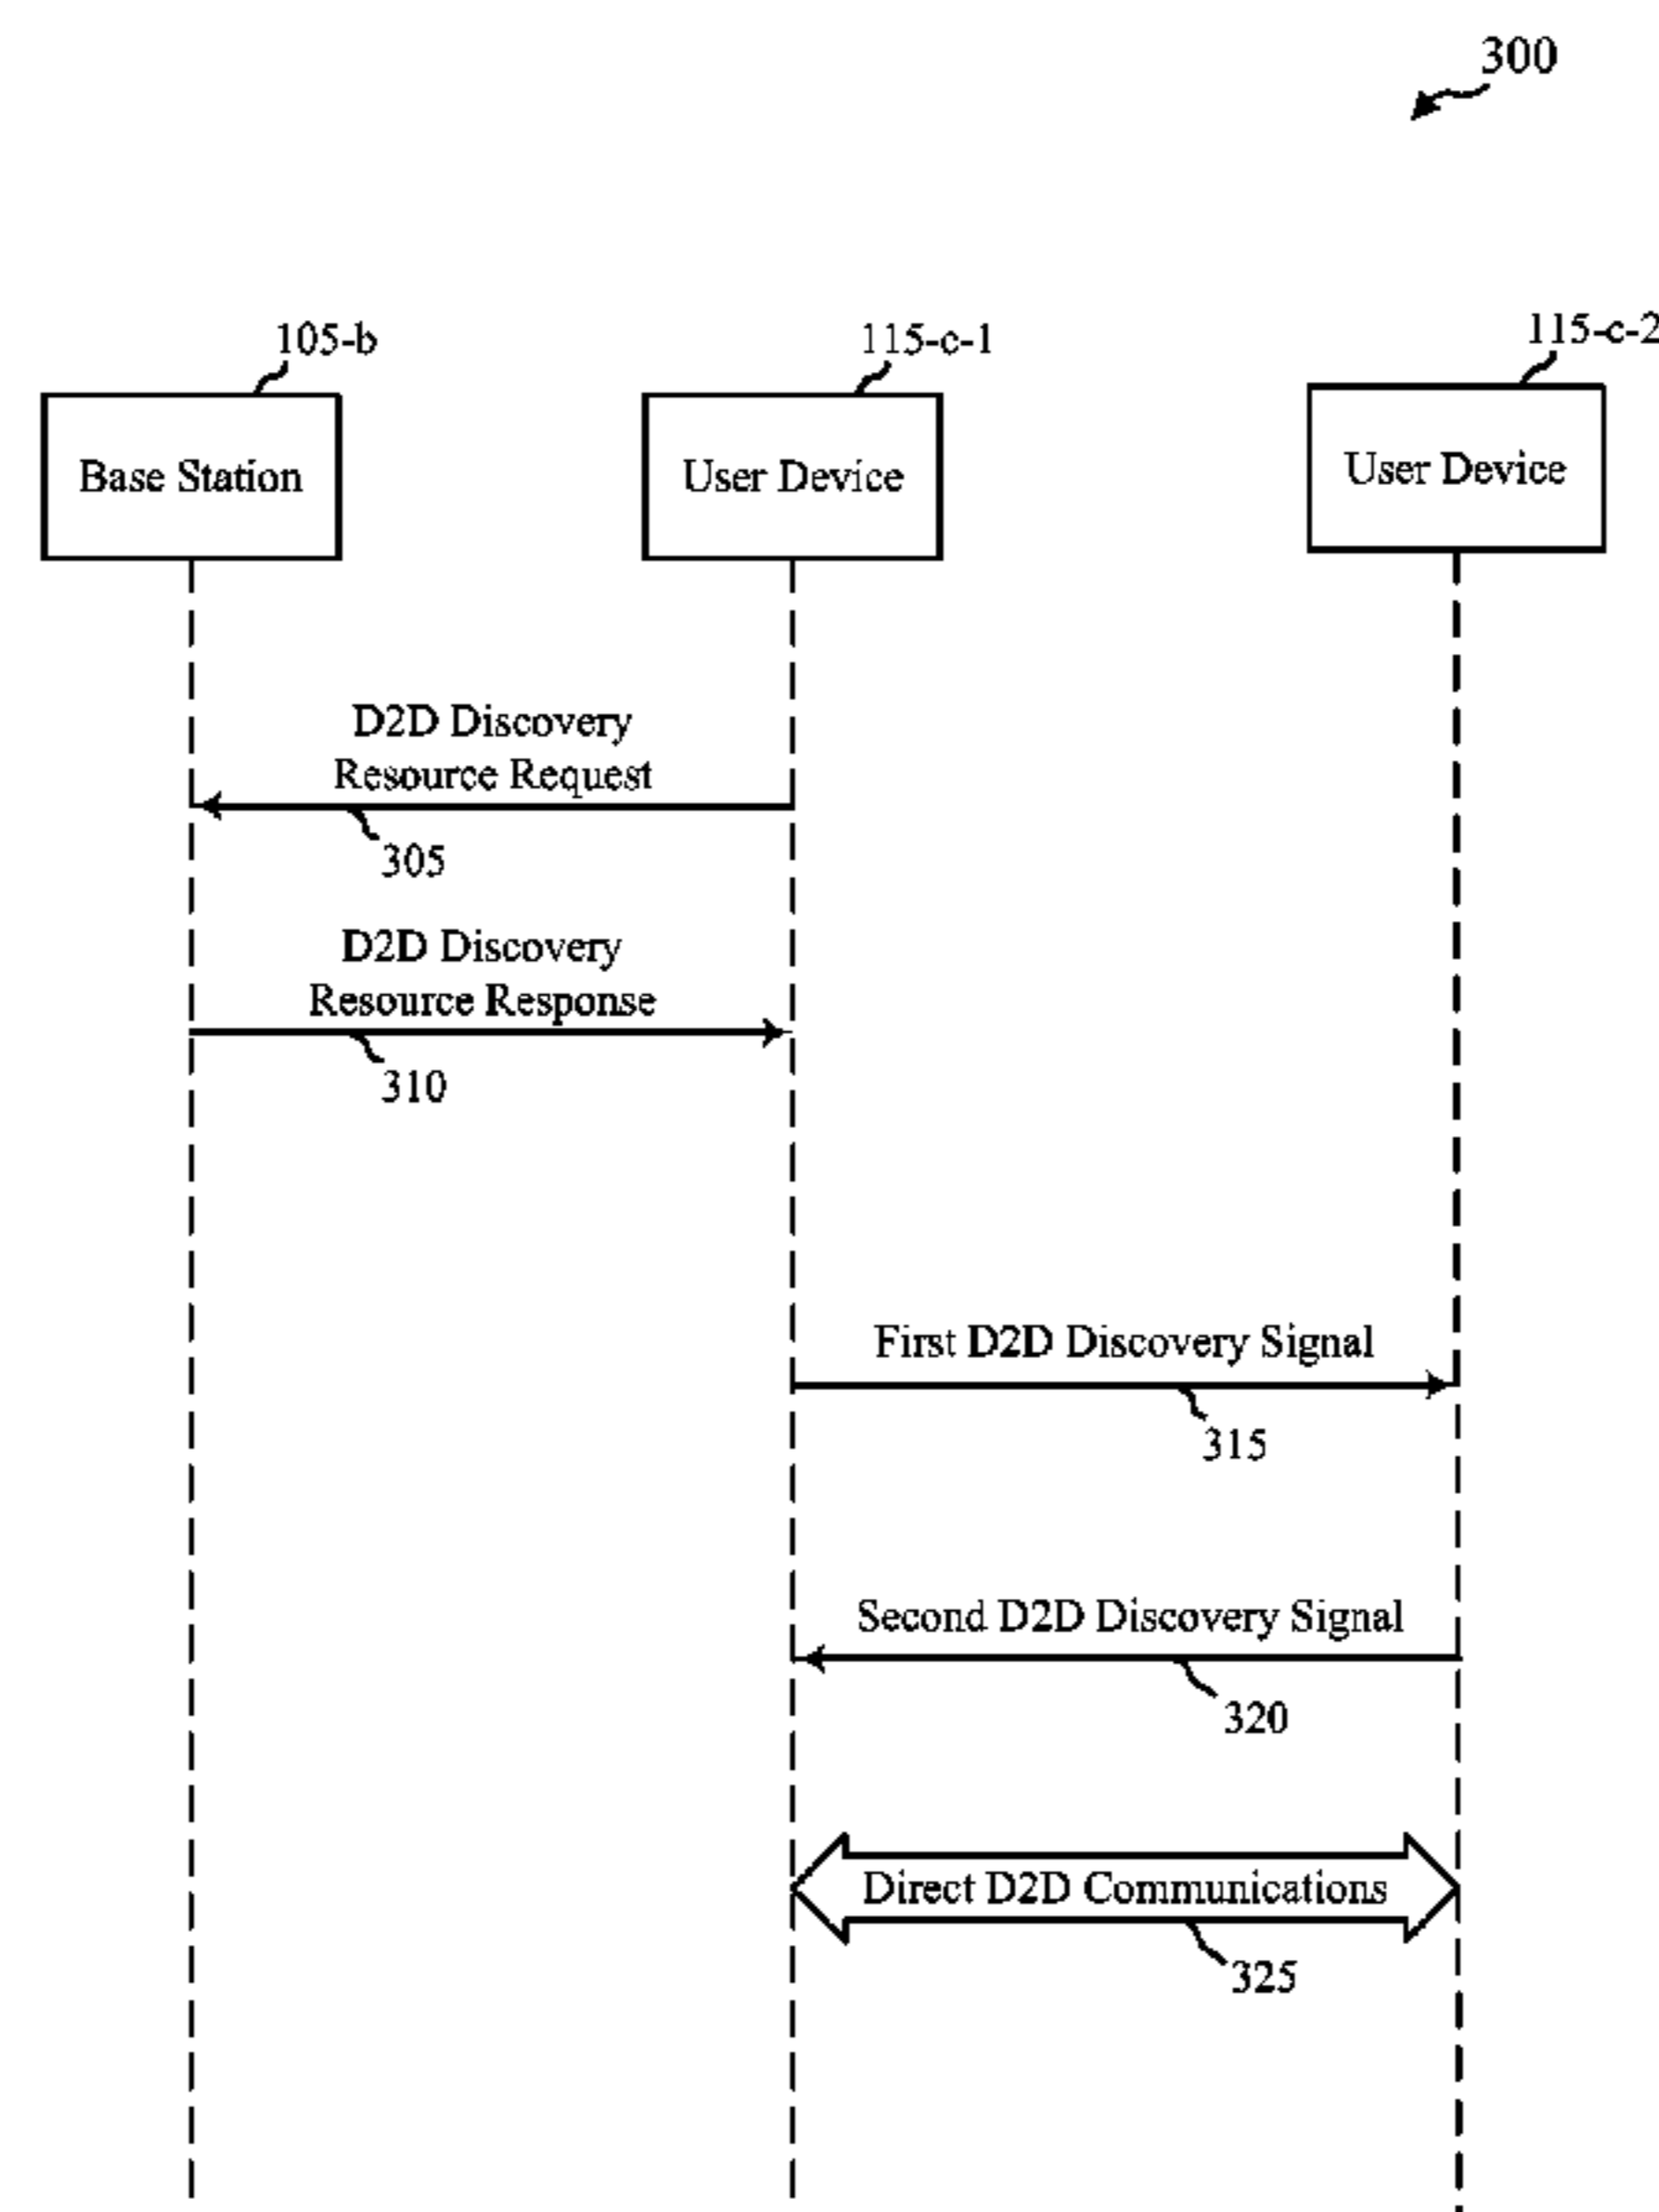 300
105-b
115-c-1
115-c-2
Base Station
User Device
User Device
D2D Discovery
Resource Request
305
D2D Discovery
Resource Response
310
First D2D Discovery Signal
315
Second D2D Discovery Signal
320
Direct D2D Communications
325